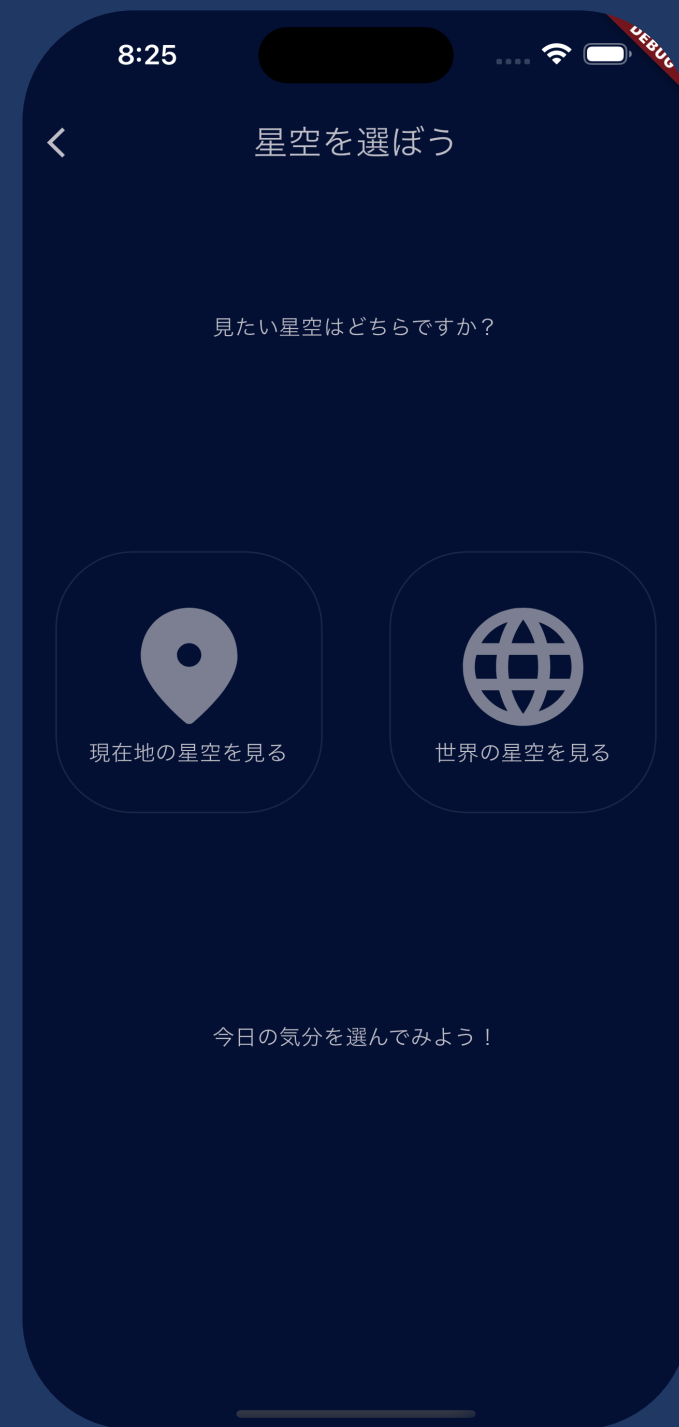 8:25
DEBUG
星空を選ぼう
見たい星空はどちらですか？
現在地の星空を見る
世界の星空を見る
今日の気分を選んでみよう！